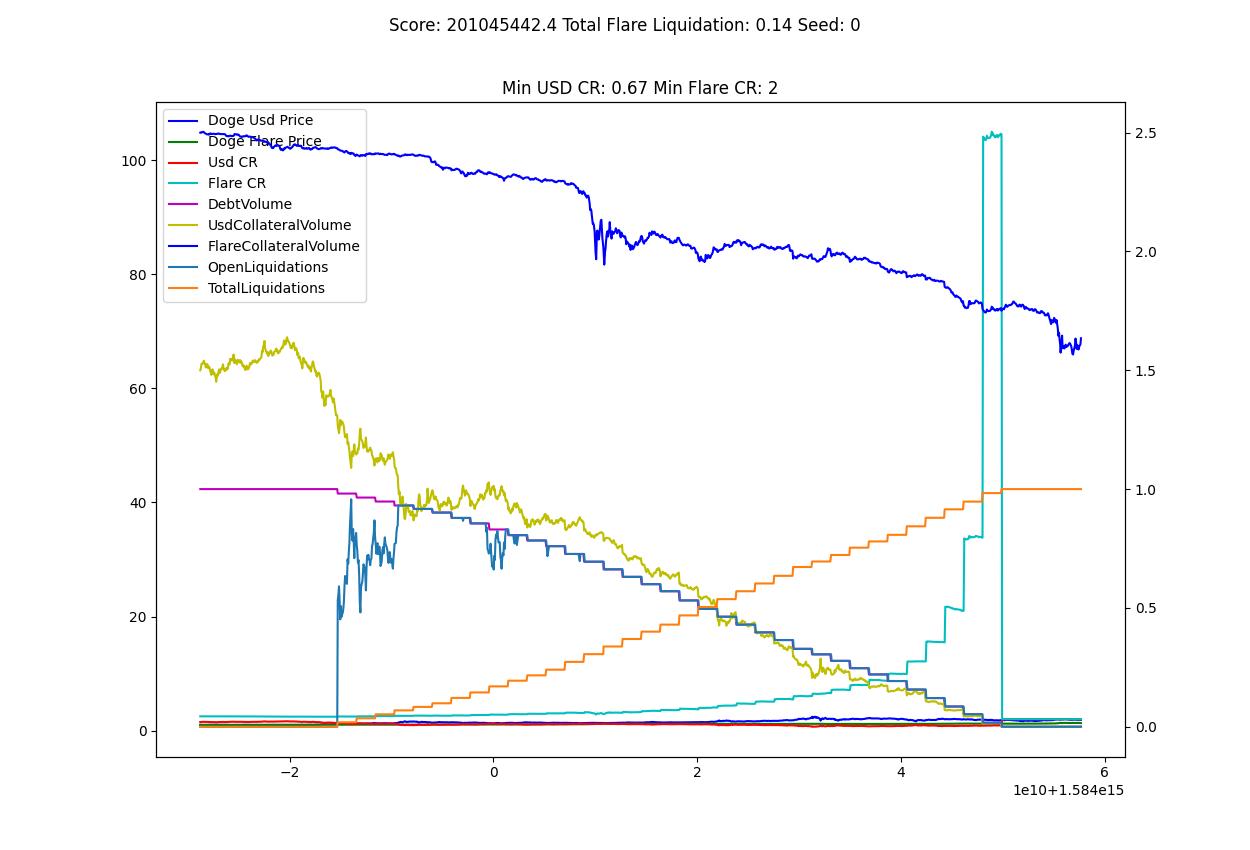 Score: 201045442.4 Total Flare Liquidation: 0.14 Seed: 0
Min USD CR: 0.67 Min Flare CR: 2
Doge Usd Price
Doge Flare Price
Usd CR
Flare CR
DebtVolume
UsdCollateralVolume
FlareCollateralVolume
OpenLiquidations
TotalLiquidations
100
80
60
40
20
0
2.5
2.0
1.5
1.0
0.5
0.0
−2 0 2 4 6
1e10+1.584e15